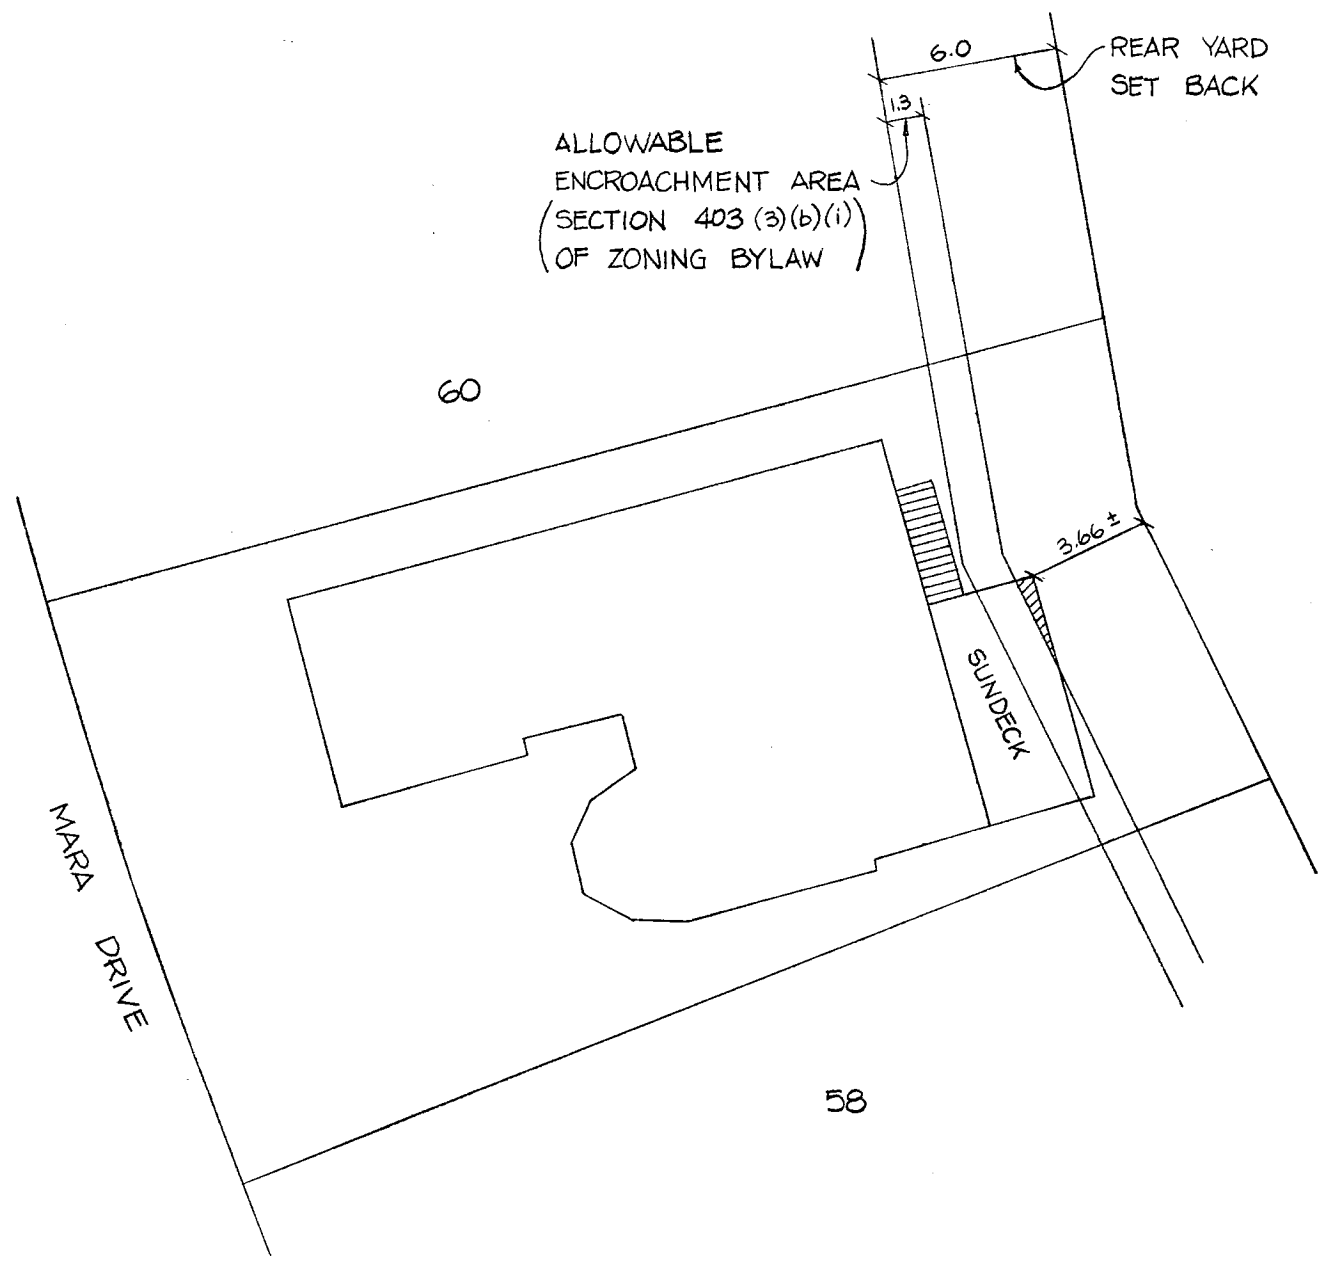 6.0
REAR YARD
SET BACK
1.3
ALLOWABLE
ENCROACHMENT AREA
(SECTION 403 (3)(b)(i)
OF ZONING BYLAW)
60
3.66 ±
SUNDECK
MARA DRIVE
58